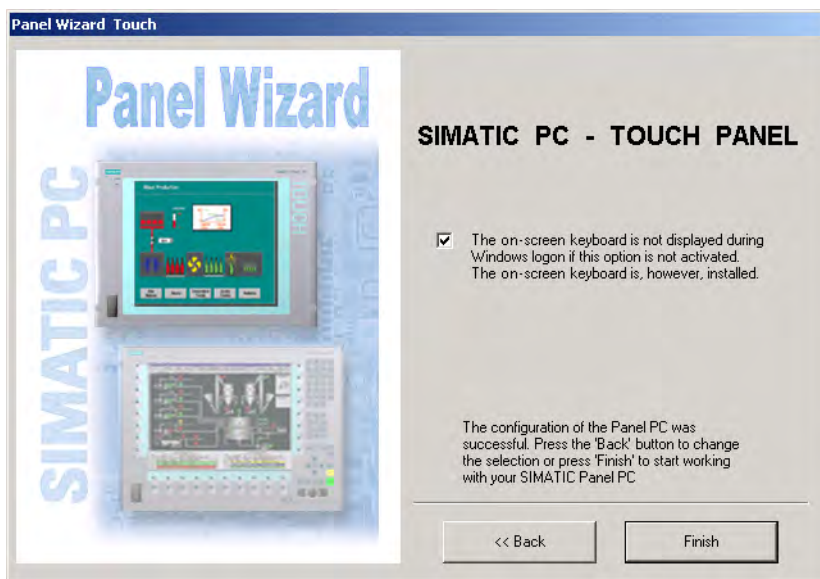 Panel Wizard Touch
Panel Wizard
SIMATIC PC
SIMATIC PC - TOUCH PANEL
The on-screen keyboard is not displayed during
Windows logon if this option is not activated.
The on-screen keyboard is, however, installed.
The configuration of the Panel PC was
successful. Press the 'Back' button to change
the selection or press 'Finish' to start working
with your SIMATIC Panel PC
<< Back
Finish